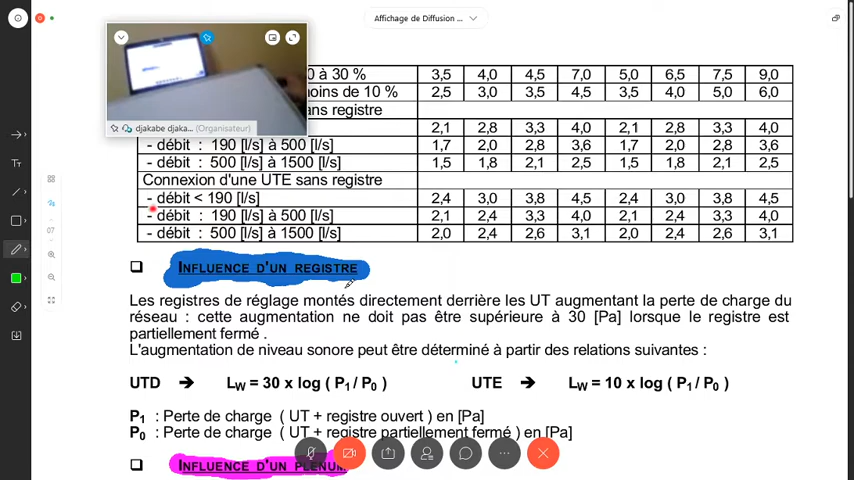 Affichage de Diffusion ...
0 à 30 % 3,5 4,0 4,5 7,0 5,0 6,5 7,5 9,0
moins de 10 % 2,5 3,0 3,5 4,5 3,5 4,0 5,0 6,0
sans registre
2,1 2,8 3,3 4,0 2,1 2,8 3,3 4,0
- débit : 190 [l/s] à 500 [l/s] 1,7 2,0 2,8 3,6 1,7 2,0 2,8 3,6
- débit : 500 [l/s] à 1500 [l/s] 1,5 1,8 2,1 2,5 1,5 1,8 2,1 2,5
Connexion d'une UTE sans registre
- débit < 190 [l/s] 2,4 3,0 3,8 4,5 2,4 3,0 3,8 4,5
- débit : 190 [l/s] à 500 [l/s] 2,1 2,4 3,3 4,0 2,1 2,4 3,3 4,0
- débit : 500 [l/s] à 1500 [l/s] 2,0 2,4 2,6 3,1 2,0 2,4 2,6 3,1
djakabe djaka... (Organisateur)
07
INFLUENCE D'UN REGISTRE
Les registres de réglage montés directement derrière les UT augmentant la perte de charge du
réseau : cette augmentation ne doit pas être supérieure à 30 [Pa] lorsque le registre est
partiellement fermé .
L'augmentation de niveau sonore peut être déterminé à partir des relations suivantes :
UTD ➔ LW = 30 x log ( P1 / P0 ) UTE ➔ LW = 10 x log ( P1 / P0 )
P1 : Perte de charge ( UT + registre ouvert ) en [Pa]
P0 : Perte de charge ( UT + registre partiellement fermé ) en [Pa]
INFLUENCE D'UN PLENUM